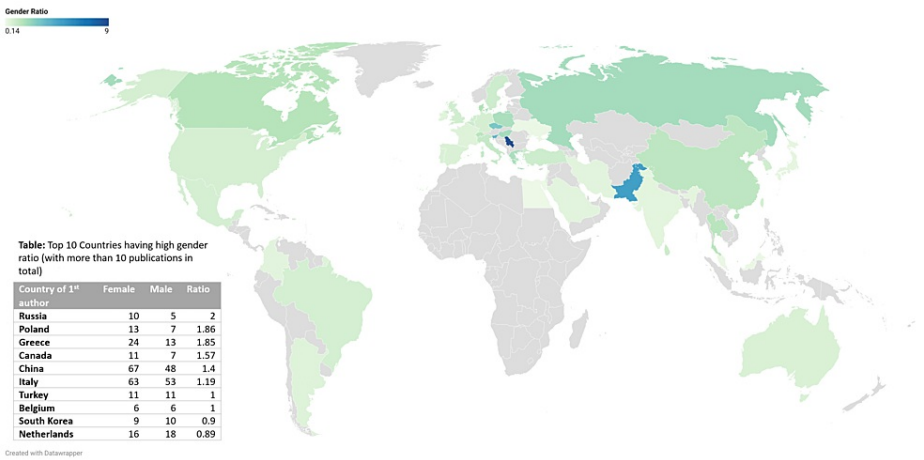 Gender Ratio
0.14 9
Table: Top 10 Countries having high gender
ratio (with more than 10 publications in
total)
Country of 1st Female Male Ratio
author
Russia 10 5 2
Poland 13 7 1.86
Greece 24 13 1.85
Canada 11 7 1.57
China 67 48 1.4
Italy 63 53 1.19
Turkey 11 11 1
Belgium 6 6 1
South Korea 9 10 0.9
Netherlands 16 18 0.89
Created with Datawrapper